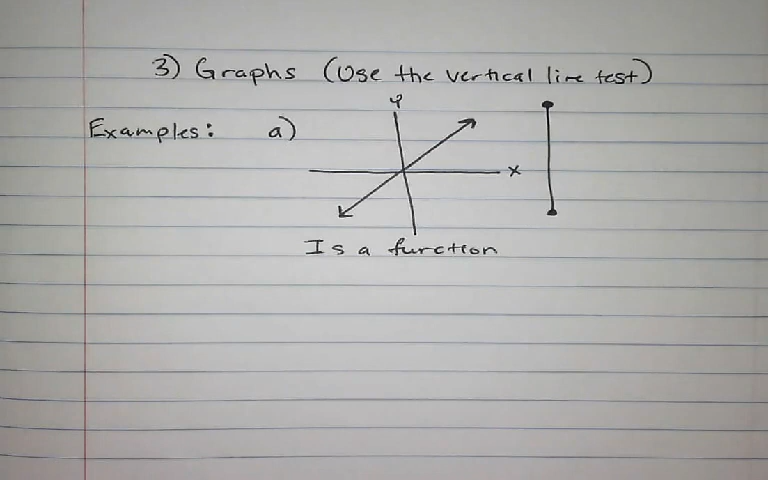 3) Graphs (Use the vertical line test)
Examples: a)
y
x
Is a function